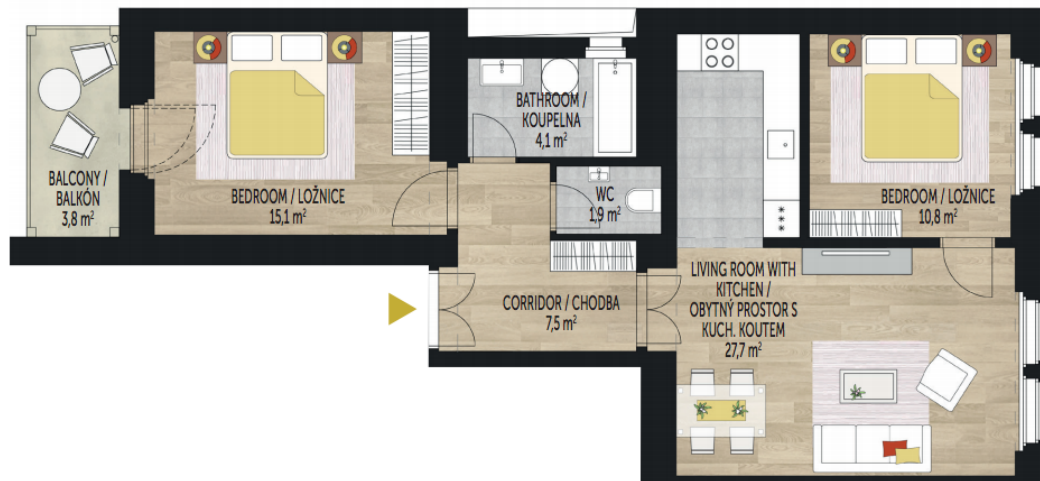 BALCONY /
BALKÓN
3,8 m²
BEDROOM / LOŽNICE
15,1 m²
BATHROOM /
KOUPELNA
4,1 m²
WC
1,9 m²
CORRIDOR / CHODBA
7,5 m²
LIVING ROOM WITH
KITCHEN /
OBYTNÝ PROSTOR S
KUCH. KOUTEM
27,7 m²
BEDROOM / LOŽNICE
10,8 m²